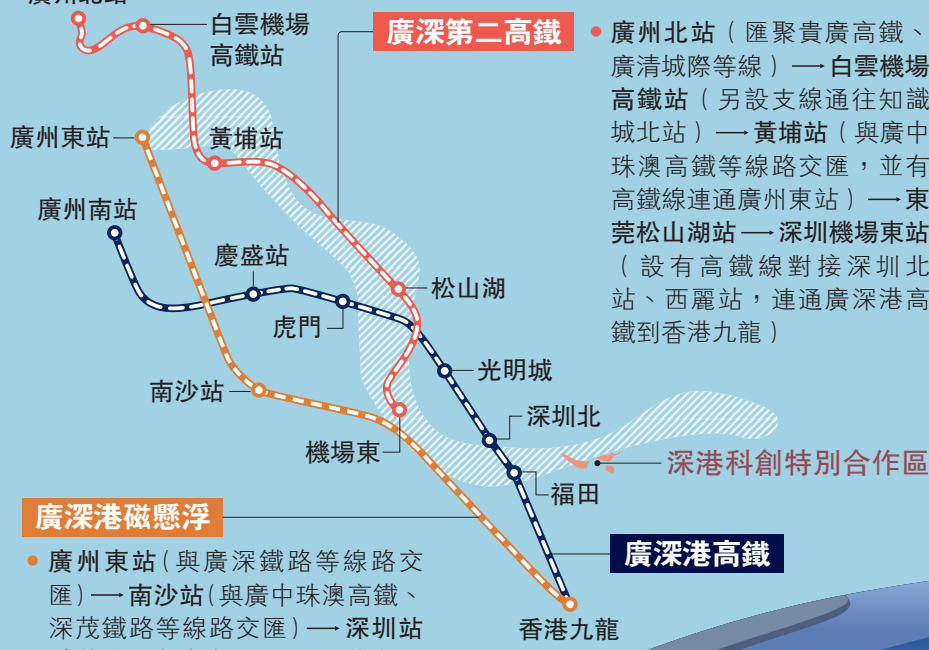 白雲機場
高鐵站
廣州東站
黃埔站
廣州南站
慶盛站
松山湖
虎門
光明城
南沙站
深圳北
機場東
福田
深港科創特別合作區
香港九龍
廣深第二高鐵
廣州北站（匯聚貴廣高鐵、
廣清城際等線）⟶白雲機場
高鐵站（另設支線通往知識
城北站）⟶黃埔站（與廣中
珠澳高鐵等線路交匯，並有
高鐵線連通廣州東站）⟶東
莞松山湖站⟶深圳機場東站
（設有高鐵線對接深圳北
站、西麗站，連通廣深港高
鐵到香港九龍）
廣深港磁懸浮
廣州東站(與廣深鐵路等線路交
匯)⟶南沙站(與廣中珠澳高鐵、
深茂鐵路等線路交匯)⟶深圳站
廣深港高鐵